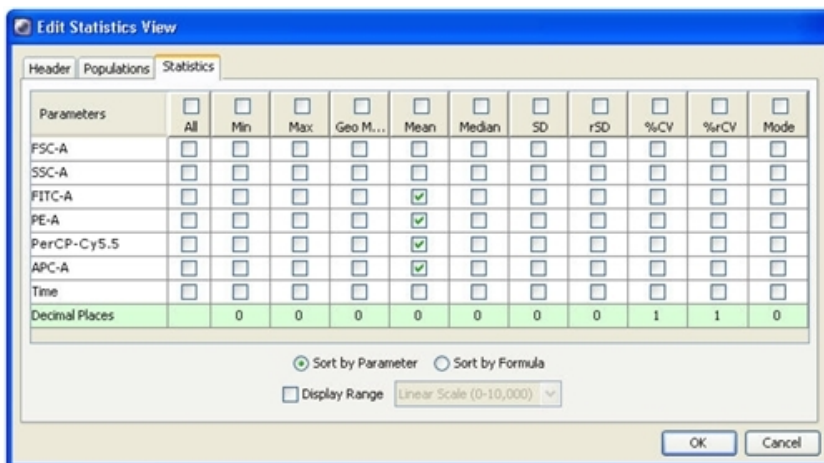 Edit Statistics View
Header Populations Statistics
Parameters All Min Max Geo M... Mean Median SD rSD %CV %rCV Mode
FSC-A
SSC-A
FITC-A
PE-A
PerCP-Cy5.5
APC-A
Time
Decimal Places 0 0 0 0 0 0 0 1 1 0
Sort by Parameter Sort by Formula
Display Range Linear Scale (0-10,000)
OK Cancel